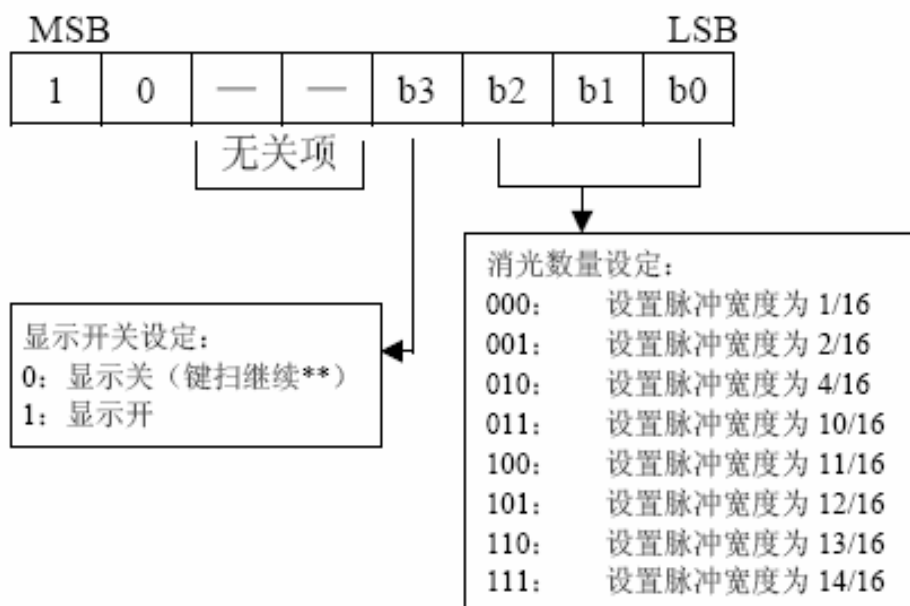 MSB LSB
1 0 — — b3 b2 b1 b0
无关项
消光数量设定：
000： 设置脉冲宽度为 1/16
001： 设置脉冲宽度为 2/16
010： 设置脉冲宽度为 4/16
011： 设置脉冲宽度为 10/16
100： 设置脉冲宽度为 11/16
101： 设置脉冲宽度为 12/16
110： 设置脉冲宽度为 13/16
111： 设置脉冲宽度为 14/16
显示开关设定：
0：显示关（键扫继续**）
1：显示开